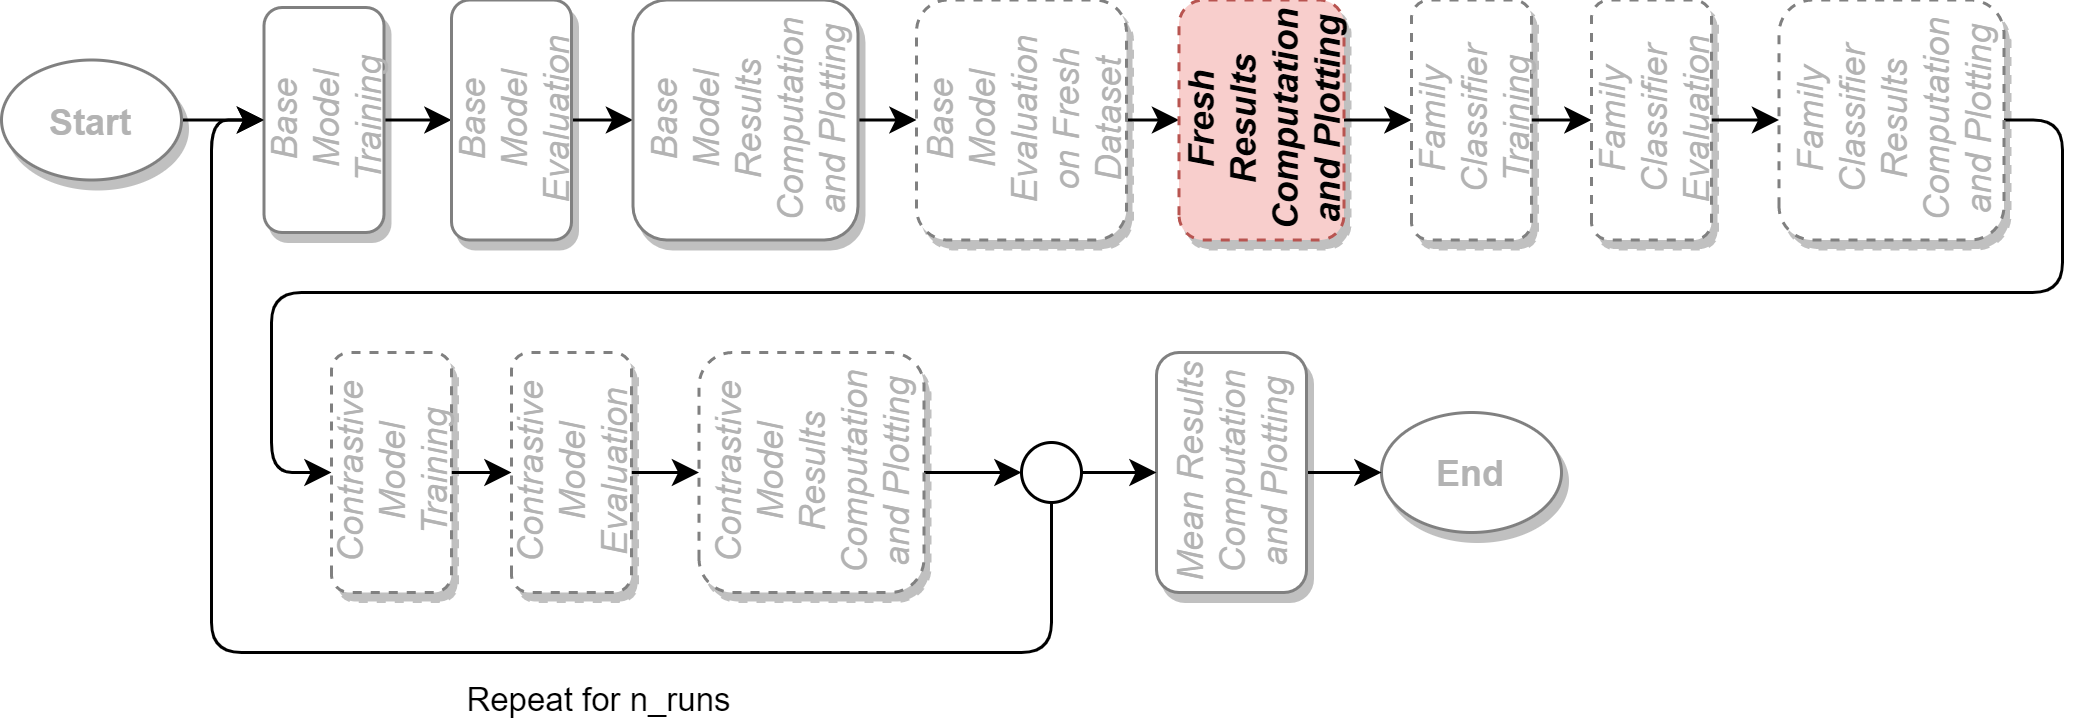 Start
Base
Model
Training
Base
Model
Evaluation
Base
Model
Results
Computation
and Plotting
Base
Model
Evaluation
on Fresh
Dataset
Fresh
Results
Computation
and Plotting
Family
Classifier
Training
Family
Classifier
Evaluation
Family
Classifier
Results
Computation
and Plotting
Contrastive
Model
Training
Contrastive
Model
Evaluation
Contrastive
Model
Results
Computation
and Plotting
Mean Results
Computation
and Plotting
End
Repeat for n_runs